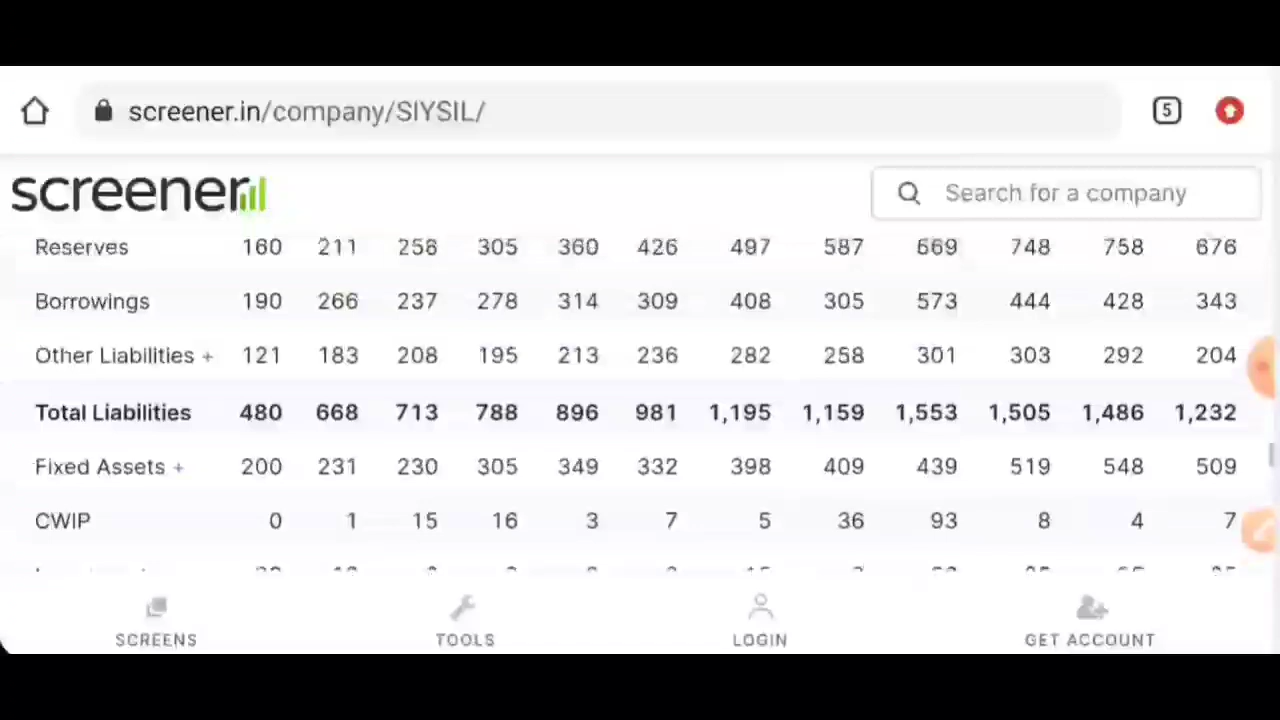 screener.in/company/SIYSIL/ 5
screener Search for a company
Reserves 160 211 258 305 360 426 497 587 669 748 758 676
Borrowings 190 266 237 278 314 309 408 305 573 444 428 343
Other Liabilities + 121 183 208 195 213 236 282 258 301 303 292 204
Total Liabilities 480 668 713 788 896 981 1,195 1,159 1,553 1,505 1,486 1,232
Fixed Assets + 200 231 230 305 349 332 398 409 439 519 548 509
CWIP 0 1 15 16 3 7 5 36 93 8 4 7
SCREENS TOOLS LOGIN GET ACCOUNT